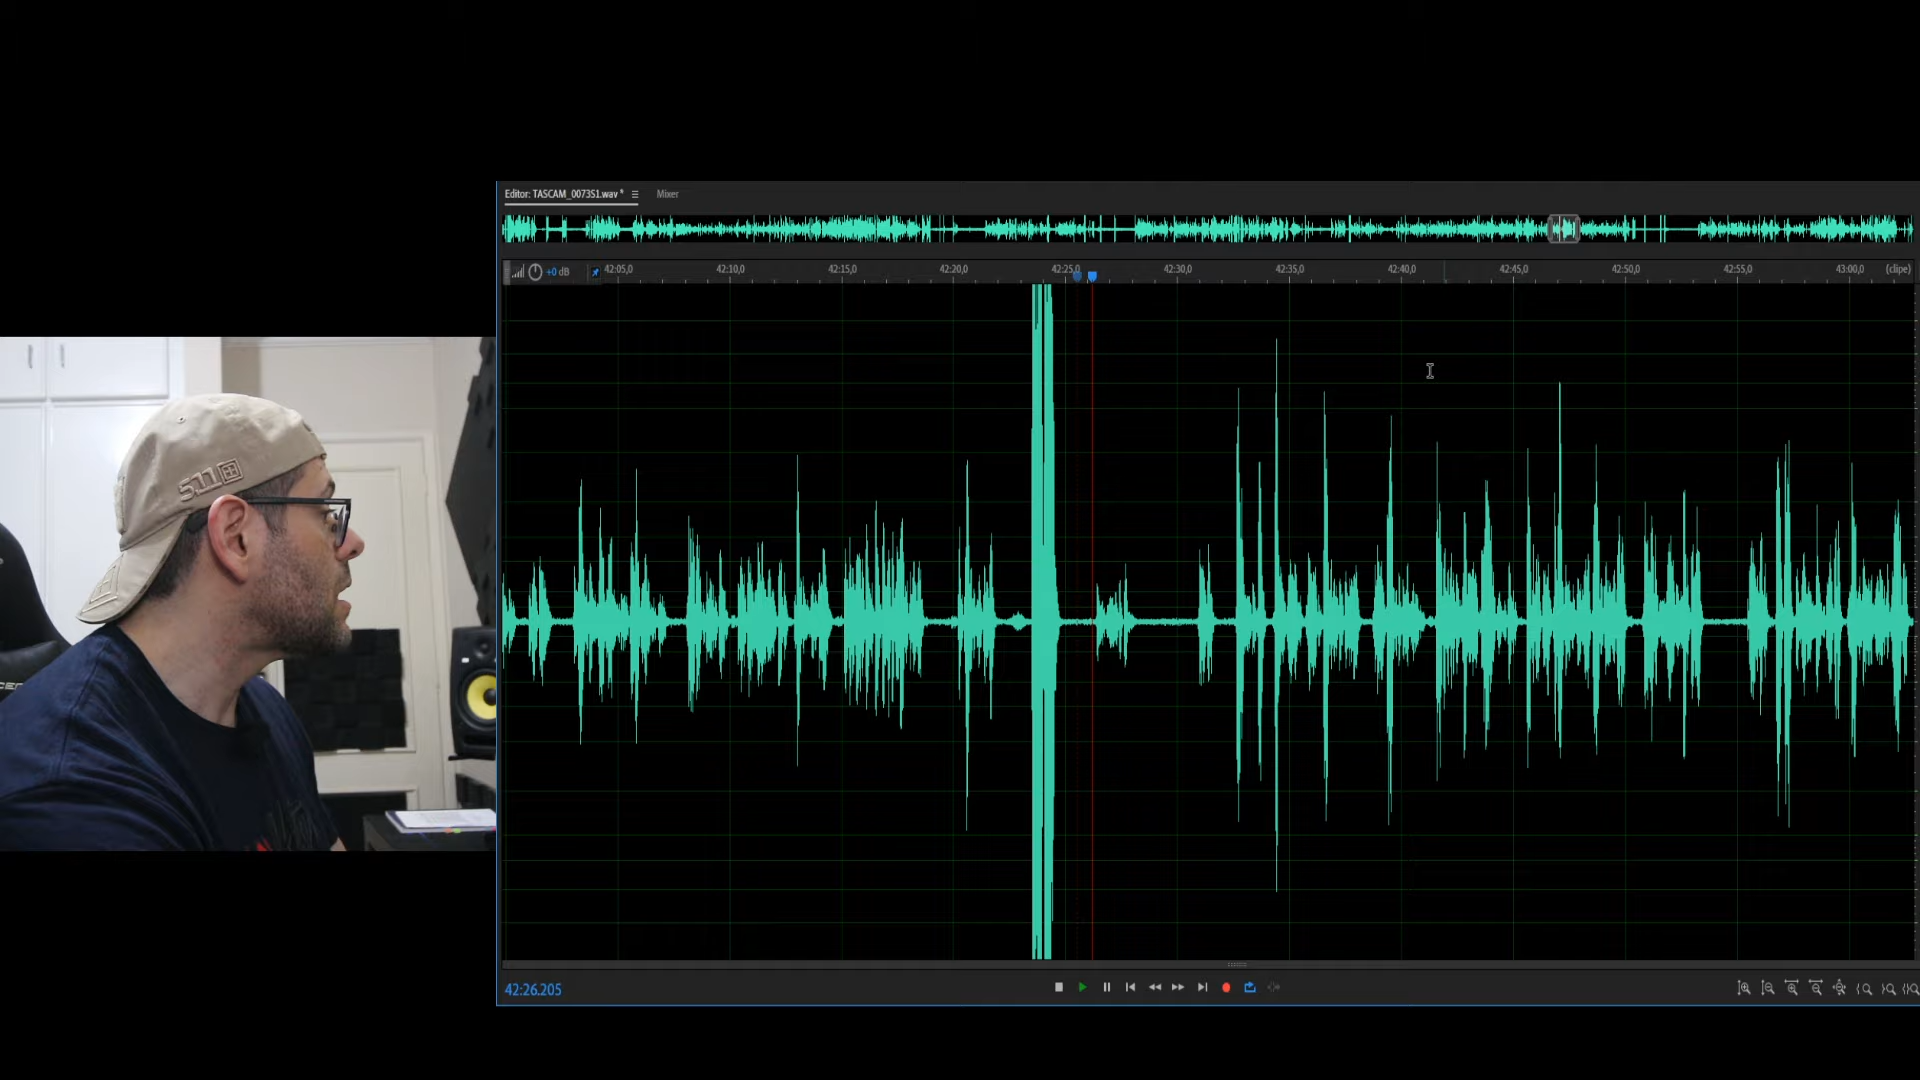 Editor: TASCAM_0073S1.wav * Mixer
+0 dB 42:05,0 42:10,0 42:15,0 42:20,0 42:25,0 42:30,0 42:35,0 42:40,0 42:45,0 42:50,0 42:55,0 43:00,0 (clipe)
5.11
42:26.205